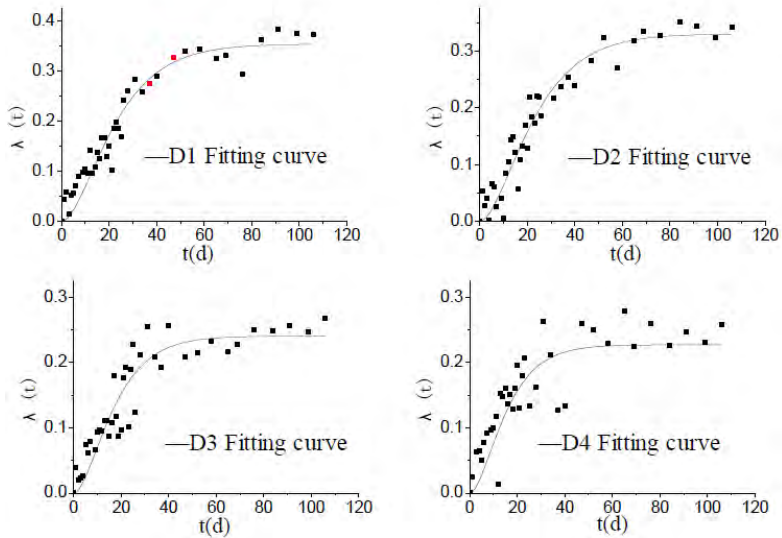 0.4
0.3
0.2
0.1
0.0
λ (t)
—D1 Fitting curve
0 20 40 60 80 100 120
t(d)
0.3
0.2
0.1
0.0
λ (t)
—D2 Fitting curve
0 20 40 60 80 100 120
t(d)
0.3
0.2
0.1
0.0
λ (t)
—D3 Fitting curve
0 20 40 60 80 100 120
t(d)
0.3
0.2
0.1
0.0
λ (t)
—D4 Fitting curve
0 20 40 60 80 100 120
t(d)